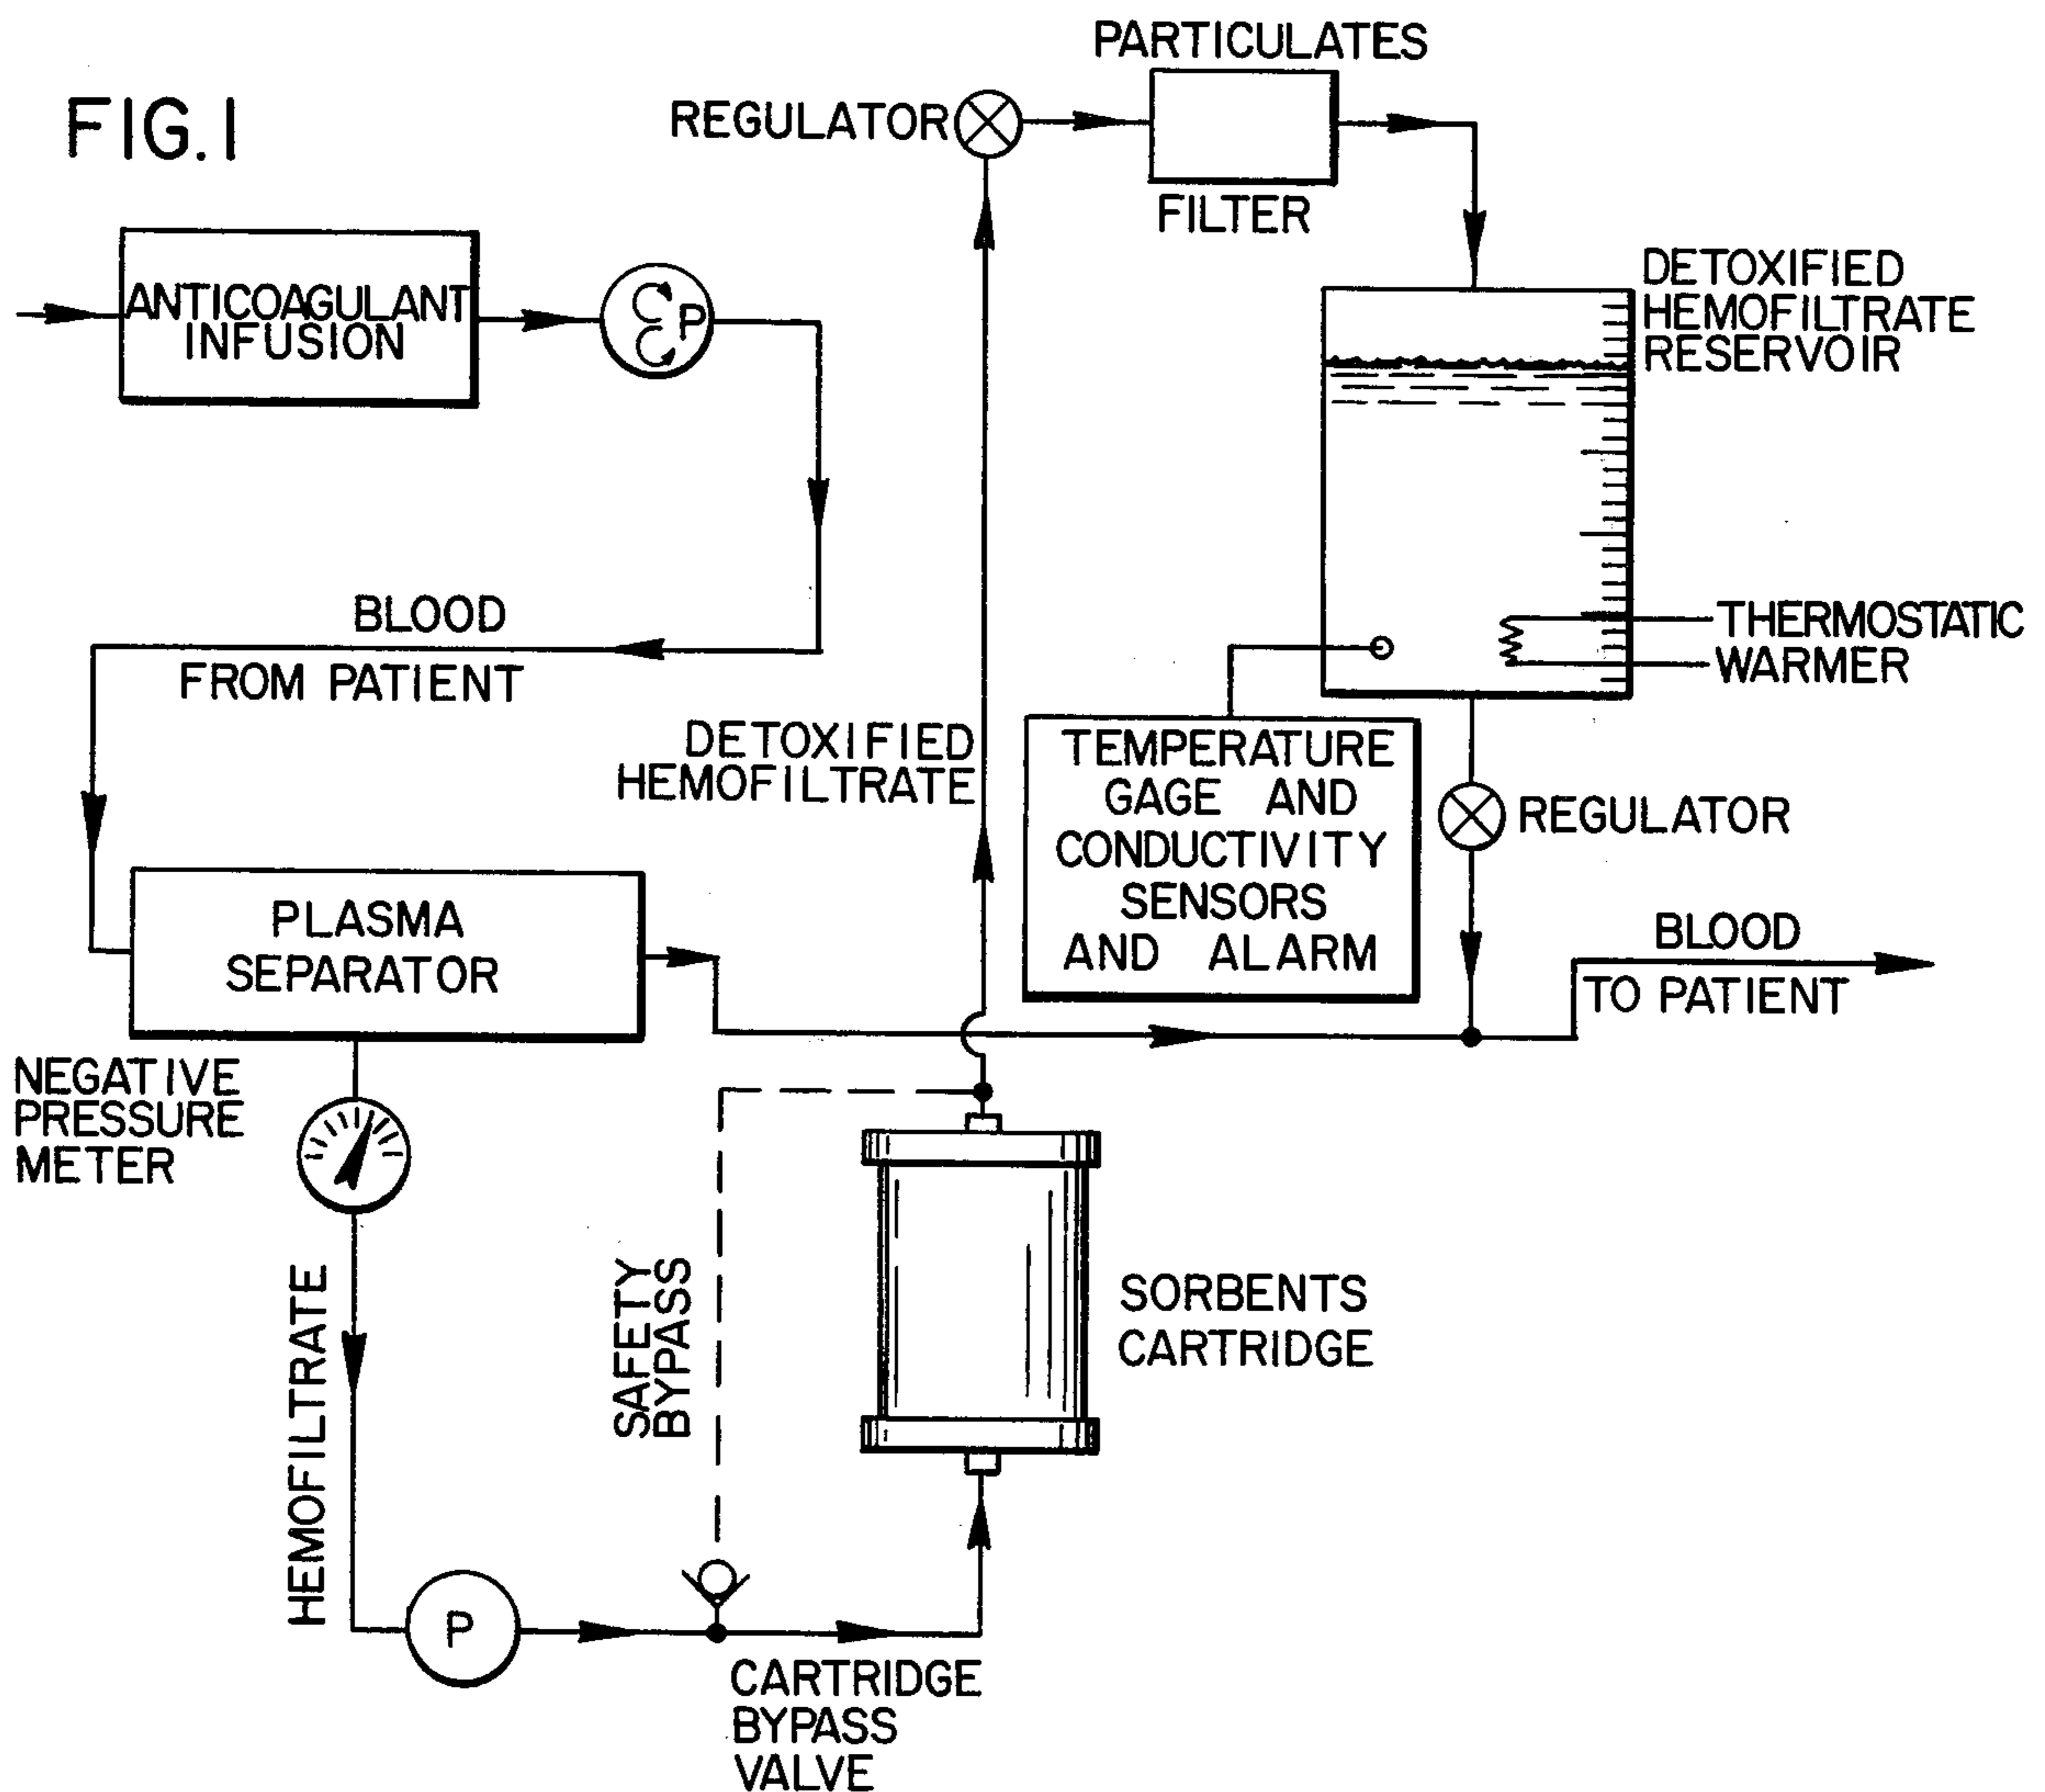 FIG. 1
PARTICULATES
FILTER
REGULATOR
ANTICOAGULANT
INFUSION
P
DETOXIFIED
HEMOFILTRATE
RESERVOIR
BLOOD
FROM PATIENT
THERMOSTATIC
WARMER
DETOXIFIED
HEMOFILTRATE
TEMPERATURE
GAGE AND
CONDUCTIVITY
SENSORS
AND ALARM
REGULATOR
PLASMA
SEPARATOR
BLOOD
TO PATIENT
NEGATIVE
PRESSURE
METER
HEMOFILTRATE
SAFETY
BYPASS
SORBENTS
CARTRIDGE
P
CARTRIDGE
BYPASS
VALVE